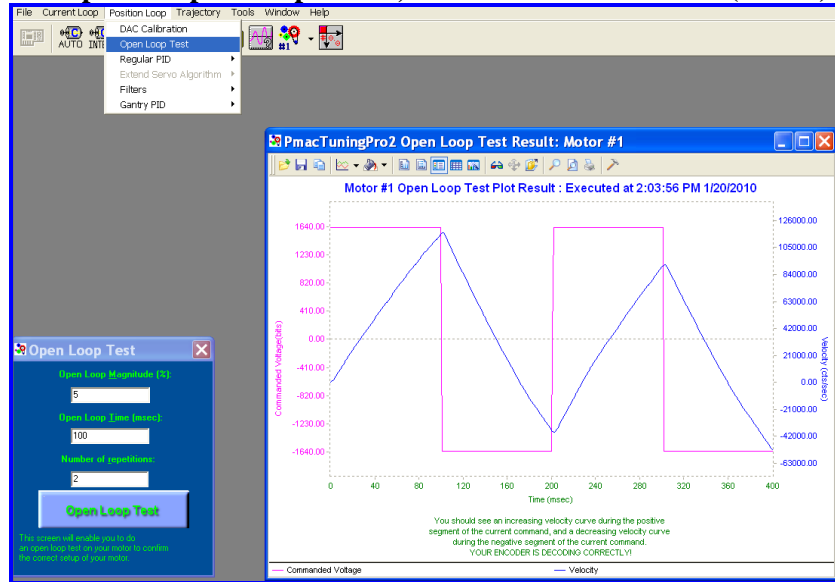 File Current Loop Position Loop Trajectory Tools Window Help
AUTO
#1
DAC Calibration
Open Loop Test
Regular PID
Extend Servo Algorithm
Filters
Gantry PID
PmacTuningPro2 Open Loop Test Result: Motor #1
Motor #1 Open Loop Test Plot Result : Executed at 2:03:56 PM 1/20/2010
1640.00
1230.00
820.00
410.00
0.00
-410.00
-820.00
-1230.00
-1640.00
Commanded Voltage(bits)
126000.00
105000.00
84000.00
63000.00
42000.00
21000.00
0.00
-21000.00
-42000.00
-63000.00
Velocity (cts/sec)
0 40 80 120 160 200 240 280 320 360 400
Time (msec)
You should see an increasing velocity curve during the positive
segment of the current command, and a decreasing velocity curve
during the negative segment of the current command.
YOUR ENCODER IS DECODING CORRECTLY!
Commanded Voltage Velocity
Open Loop Test
Open Loop Magnitude (%):
5
Open Loop Time (msec):
100
Number of repetitions:
2
Open Loop Test
This screen will enable you to do
an open loop test on your motor to confirm
the correct setup of your motor.